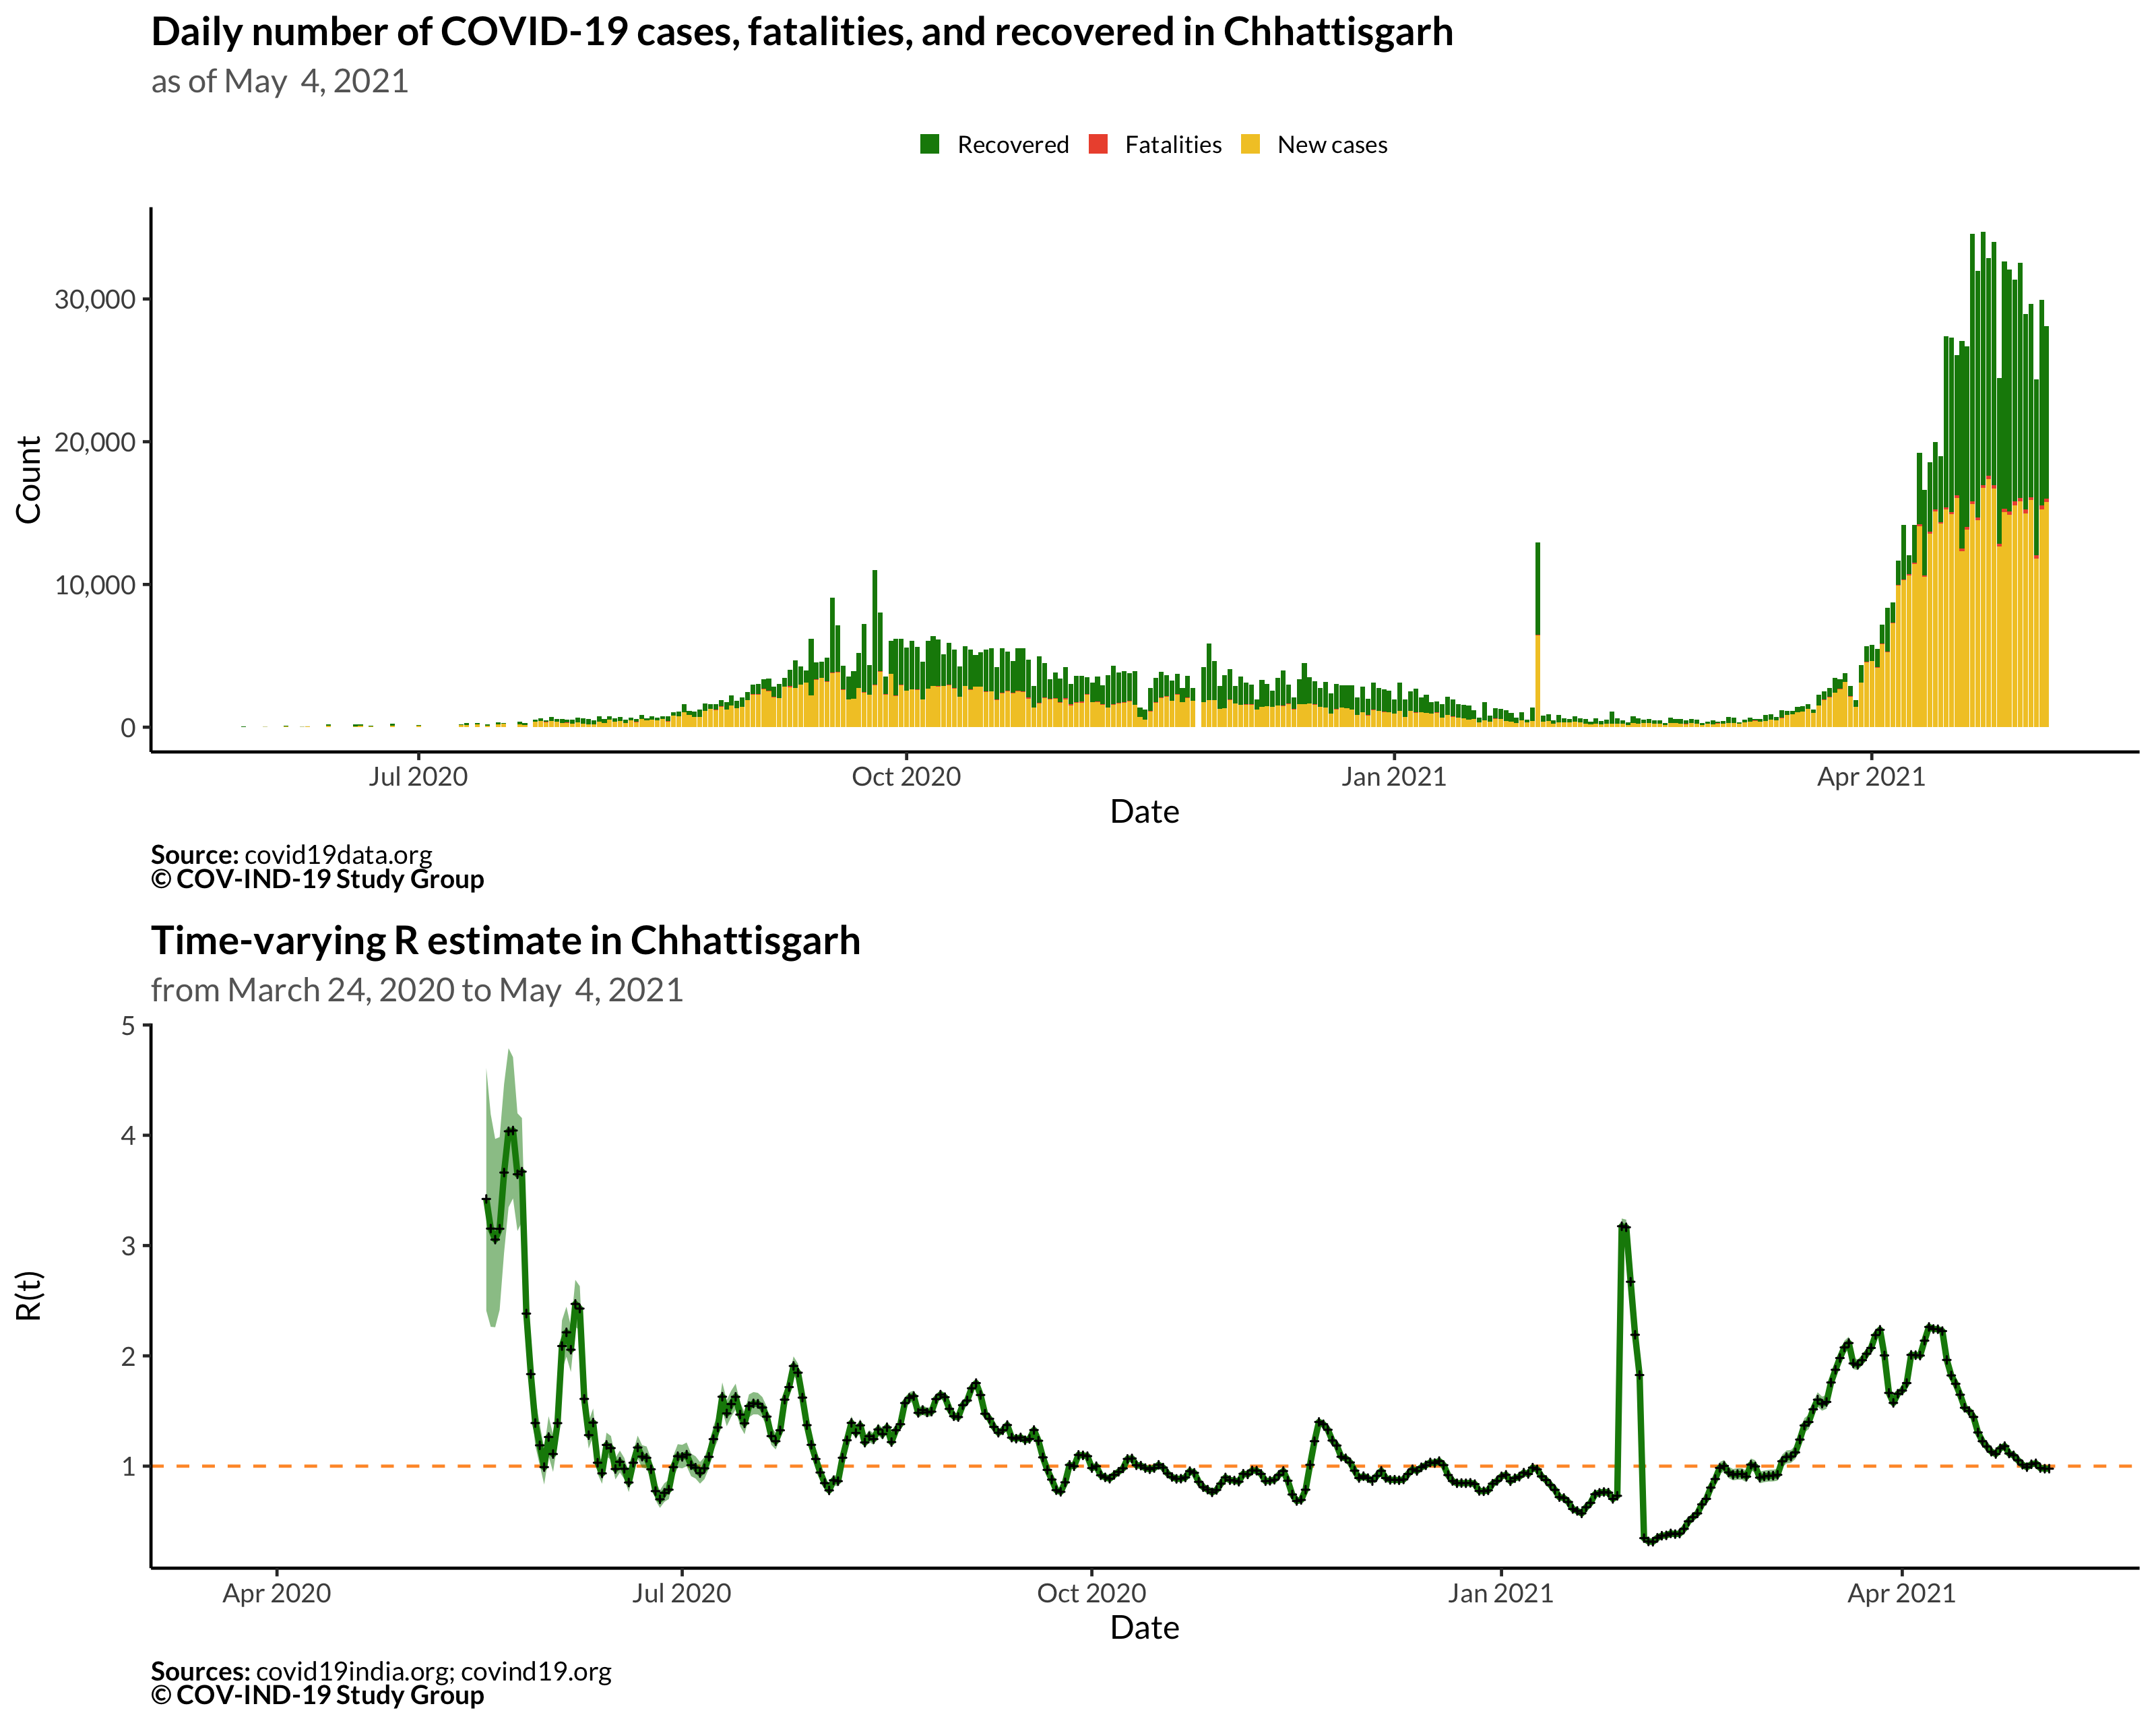 Daily number of COVID-19 cases, fatalities, and recovered in Chhattisgarh
as of May  4, 2021
Recovered Fatalities New cases
Count
30,000
20,000
10,000
0
Jul 2020 Oct 2020 Jan 2021 Apr 2021
Date
Source: covid19data.org
© COV-IND-19 Study Group
Time-varying R estimate in Chhattisgarh
from March 24, 2020 to May  4, 2021
R(t)
5
4
3
2
1
Apr 2020 Jul 2020 Oct 2020 Jan 2021 Apr 2021
Date
Sources: covid19india.org; covind19.org
© COV-IND-19 Study Group